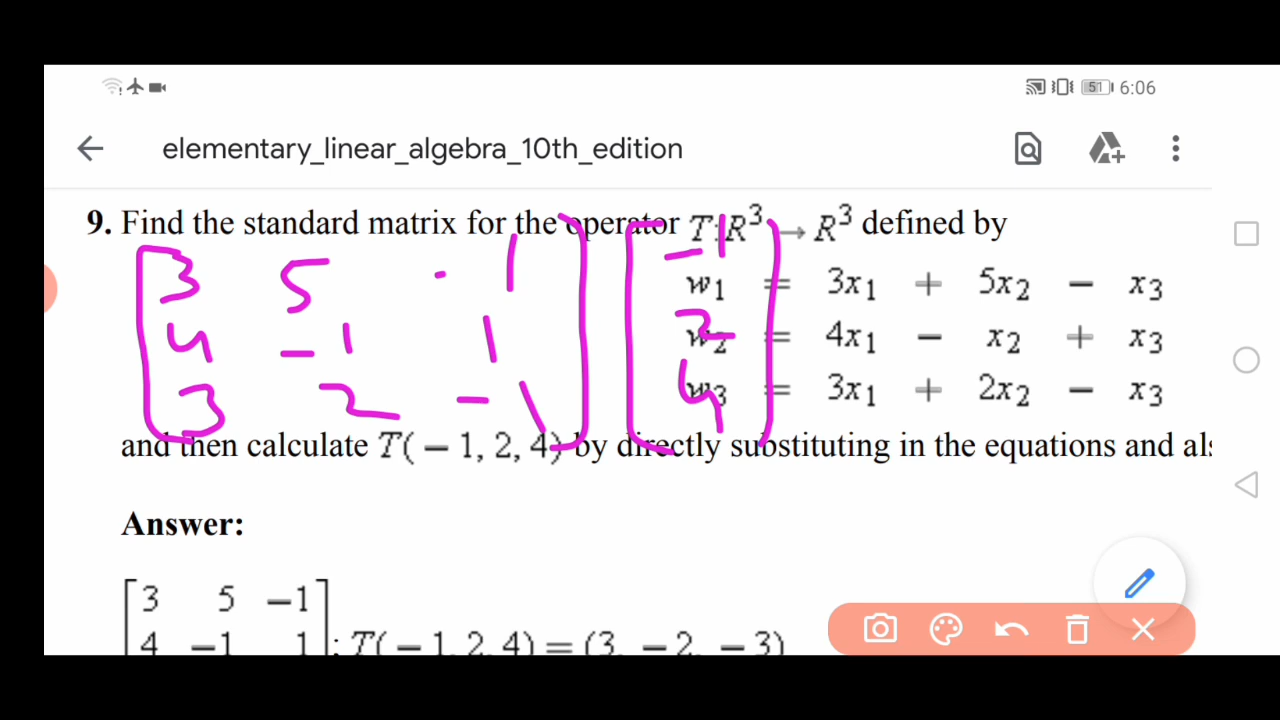 6:06
51
elementary_linear_algebra_10th_edition
9. Find the standard matrix for the operator T:R³ → R³ defined by
w₁ = 3x₁ + 5x₂ − x₃
w₂ = 4x₁ − x₂ + x₃
w₃ = 3x₁ + 2x₂ − x₃
3 5 -1
4 -1 1
3 2 -1
-1
2
4
and then calculate T( − 1, 2, 4) by directly substituting in the equations and als
Answer:
3 5 −1
4 −1 1 ; T( − 1, 2, 4) = (3, − 2, − 3)